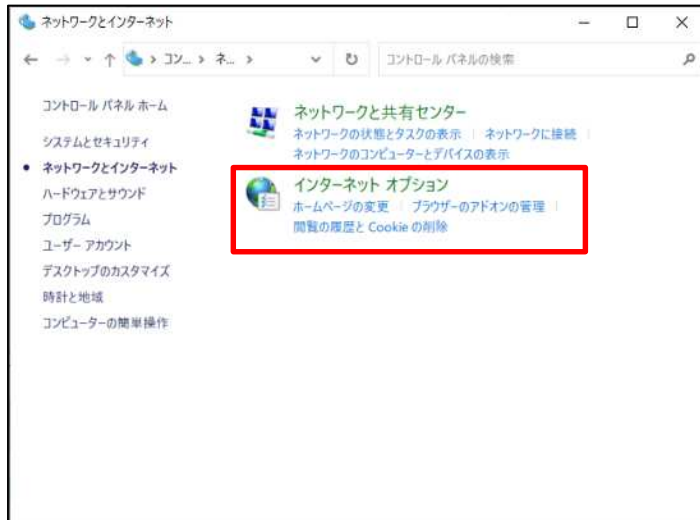 ネットワークとインターネット
コン... ネ...
コントロール パネルの検索
コントロール パネル ホーム
システムとセキュリティ
ネットワークとインターネット
ハードウェアとサウンド
プログラム
ユーザー アカウント
デスクトップのカスタマイズ
時計と地域
コンピューターの簡単操作
ネットワークと共有センター
ネットワークの状態とタスクの表示 | ネットワークに接続 |
ネットワークのコンピューターとデバイスの表示
インターネット オプション
ホームページの変更 | ブラウザーのアドオンの管理 |
閲覧の履歴と Cookie の削除